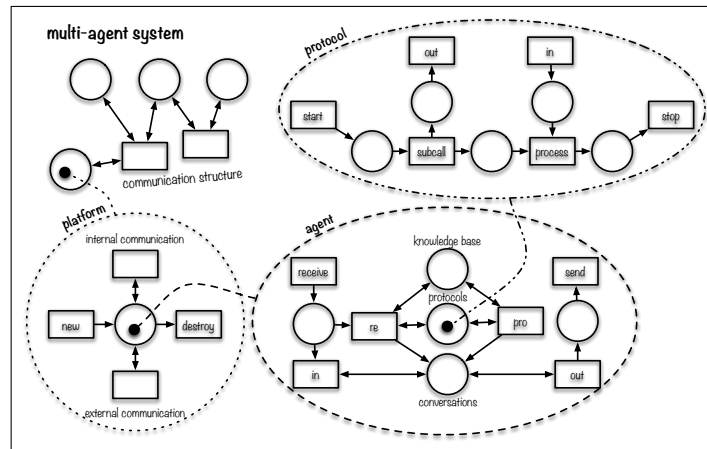 multi-agent system
protocol
out
in
start
stop
subcall
process
communication structure
platform
internal communication
new
destroy
external communication
agent
knowledge base
receive
send
protocols
re
pro
in
out
conversations